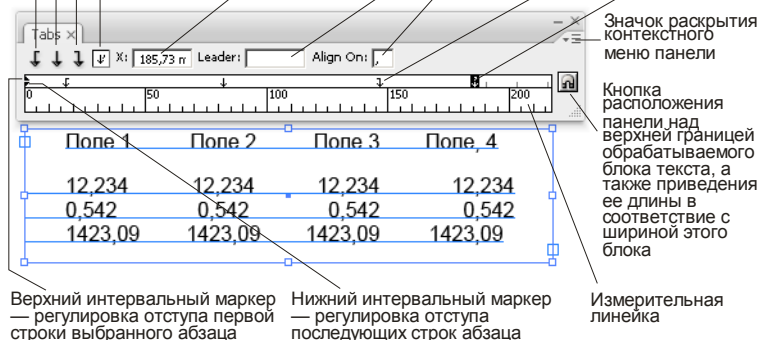 Tabs ×
X: 185,73 m Leader: Align On: ,
0 50 100 150 200
Поле 1 Поле 2 Поле 3 Поле, 4
12,234 12,234 12,234 12,234
0,542 0,542 0,542 0,542
1423,09 1423,09 1423,09 1423,09
Значок раскрытия
контекстного
меню панели
Кнопка
расположения
панели над
верхней границей
обрабатываемого
блока текста, а
также приведения
ее длины в
соответствие с
шириной этого
блока
Верхний интервальный маркер
— регулировка отступа первой
строки выбранного абзаца
Нижний интервальный маркер
— регулировка отступа
последующих строк абзаца
Измерительная
линейка